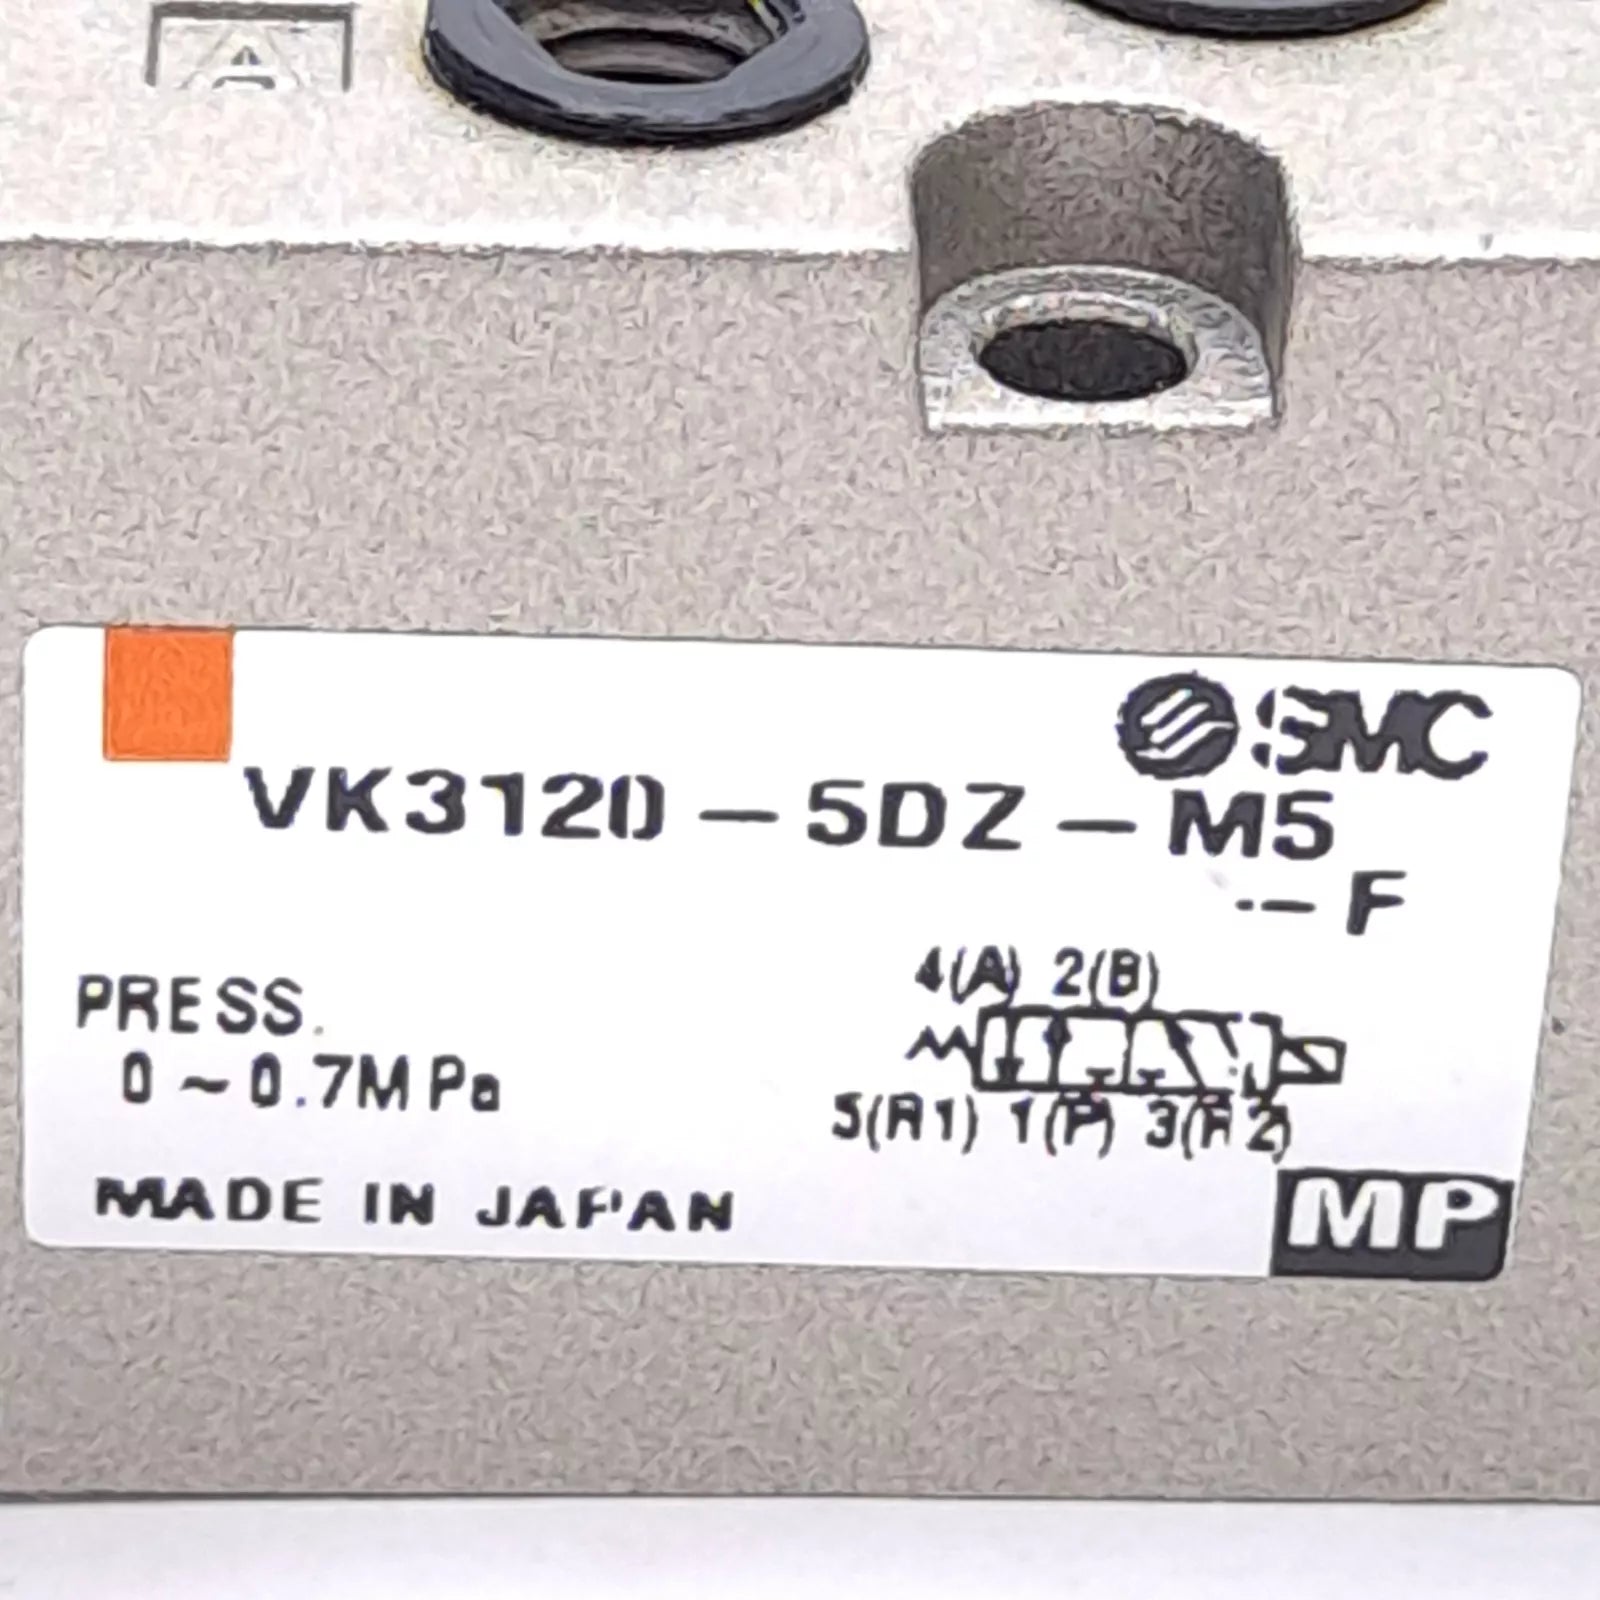 SMC
VK3120-5DZ-M5
-F
4(A) 2(B)
PRESS.
0~0.7MPa
5(R1) 1(P) 3(R2)
MADE IN JAPAN
MP